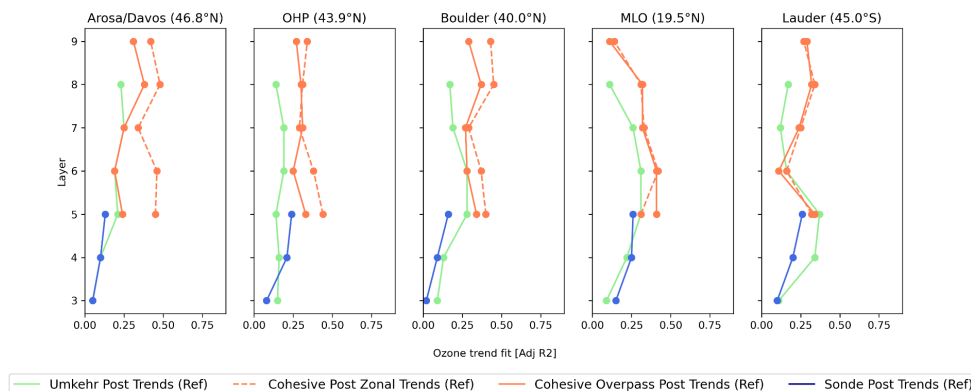 Arosa/Davos (46.8°N) OHP (43.9°N) Boulder (40.0°N) MLO (19.5°N) Lauder (45.0°S)
9
8
7
6
5
4
3
Layer
0.00 0.25 0.50 0.75 0.00 0.25 0.50 0.75 0.00 0.25 0.50 0.75 0.00 0.25 0.50 0.75 0.00 0.25 0.50 0.75
Ozone trend fit [Adj R2]
Umkehr Post Trends (Ref) Cohesive Post Zonal Trends (Ref) Cohesive Overpass Post Trends (Ref) Sonde Post Trends (Ref)